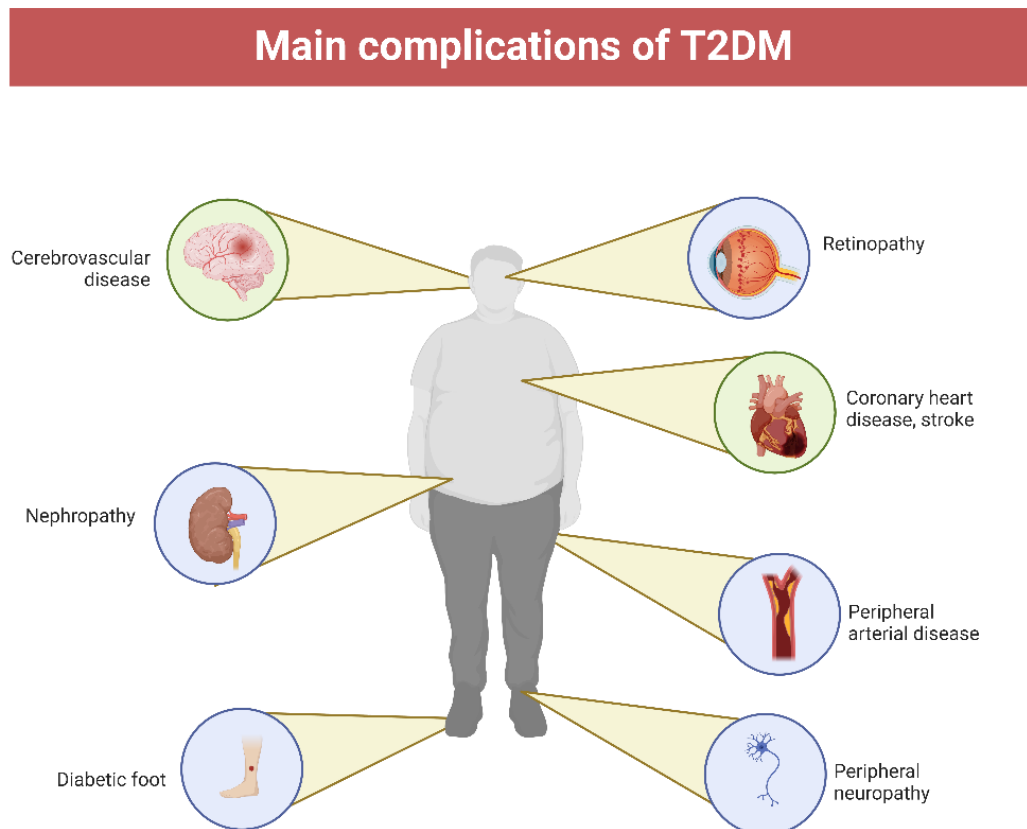 Main complications of T2DM
Cerebrovascular
disease
Retinopathy
Coronary heart
disease, stroke
Nephropathy
Peripheral
arterial disease
Diabetic foot
Peripheral
neuropathy